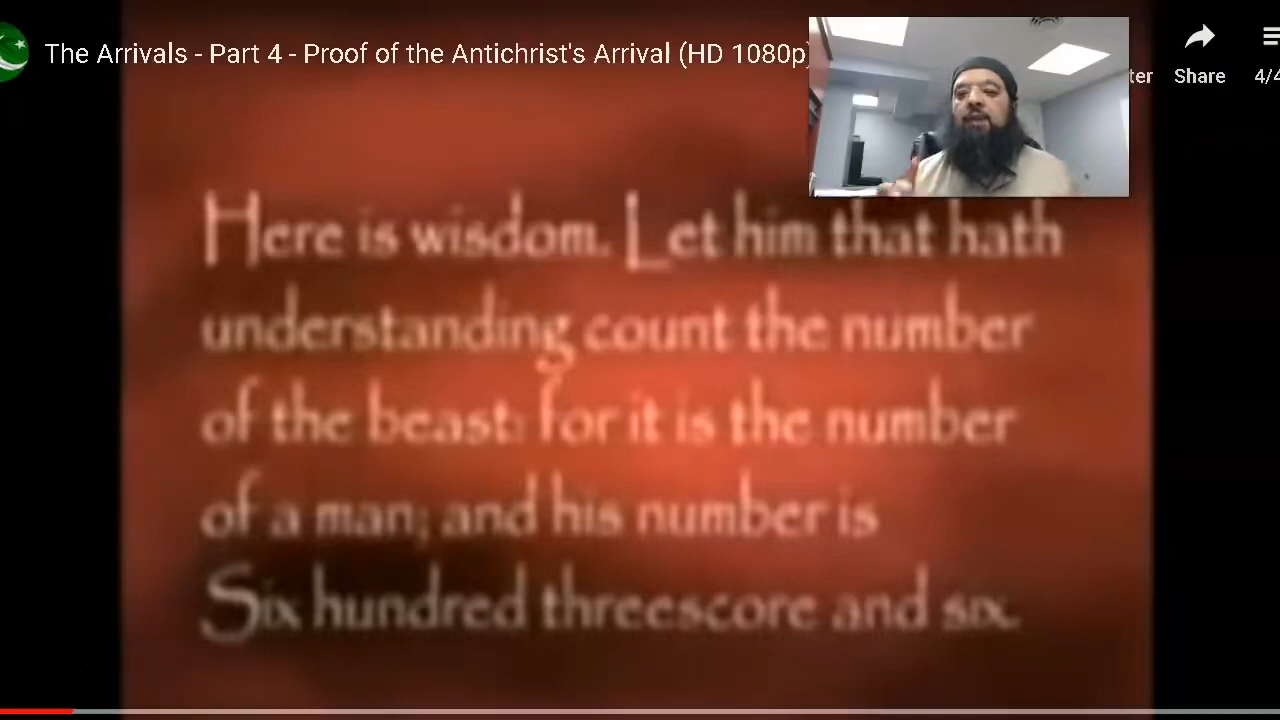 The Arrivals - Part 4 - Proof of the Antichrist's Arrival (HD 1080p)
Share
Here is wisdom. Let him that hath
understanding count the number
of the beast: for it is the number
of a man; and his number is
Six hundred threescore and six.